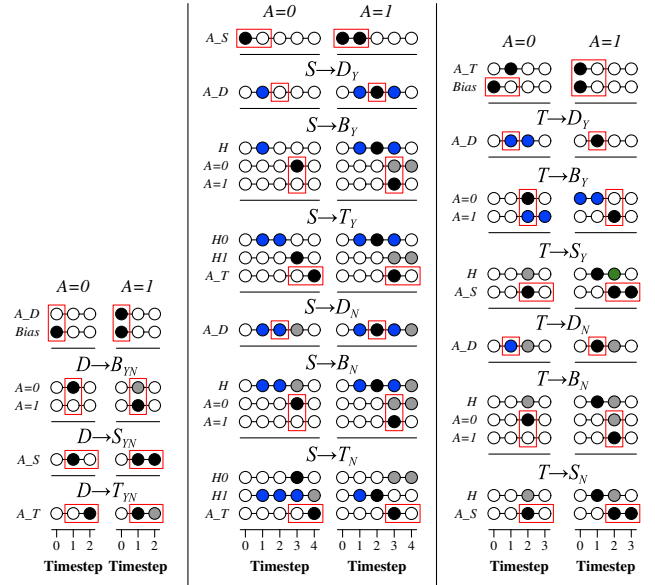 A=0 A=1
A_D
Bias
D→B_YN
A=0
A=1
D→S_YN
A_S
D→T_YN
A_T
0 1 2 0 1 2
Timestep Timestep
A=0 A=1
A_S
S→D_Y
A_D
S→B_Y
H
A=0
A=1
S→T_Y
H0
H1
A_T
S→D_N
A_D
S→B_N
H
A=0
A=1
S→T_N
H0
H1
A_T
0 1 2 3 4 0 1 2 3 4
Timestep Timestep
A=0 A=1
A_T
Bias
T→D_Y
A_D
T→B_Y
A=0
A=1
T→S_Y
H
A_S
T→D_N
A_D
T→B_N
H
A=0
A=1
T→S_N
H
A_S
0 1 2 3 0 1 2 3
Timestep Timestep